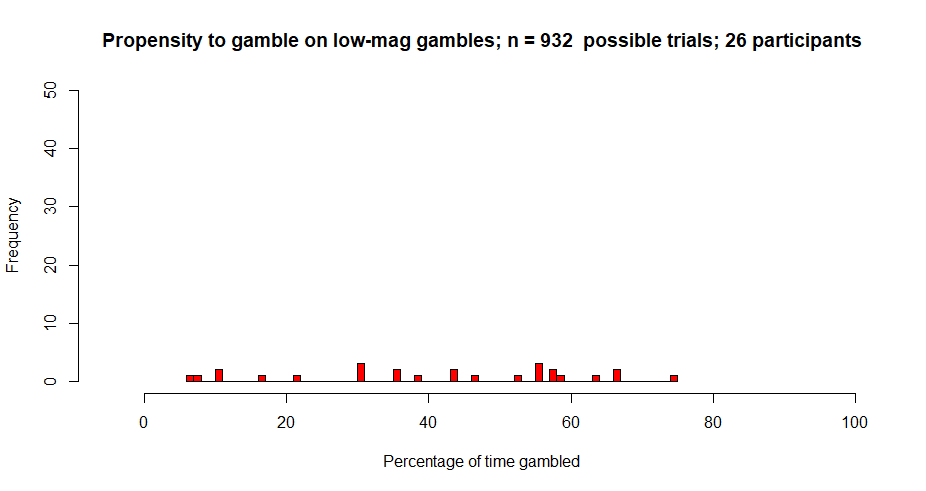 Propensity to gamble on low-mag gambles; n = 932  possible trials; 26 participants
50
40
30
20
10
0
Frequency
0 20 40 60 80 100
Percentage of time gambled